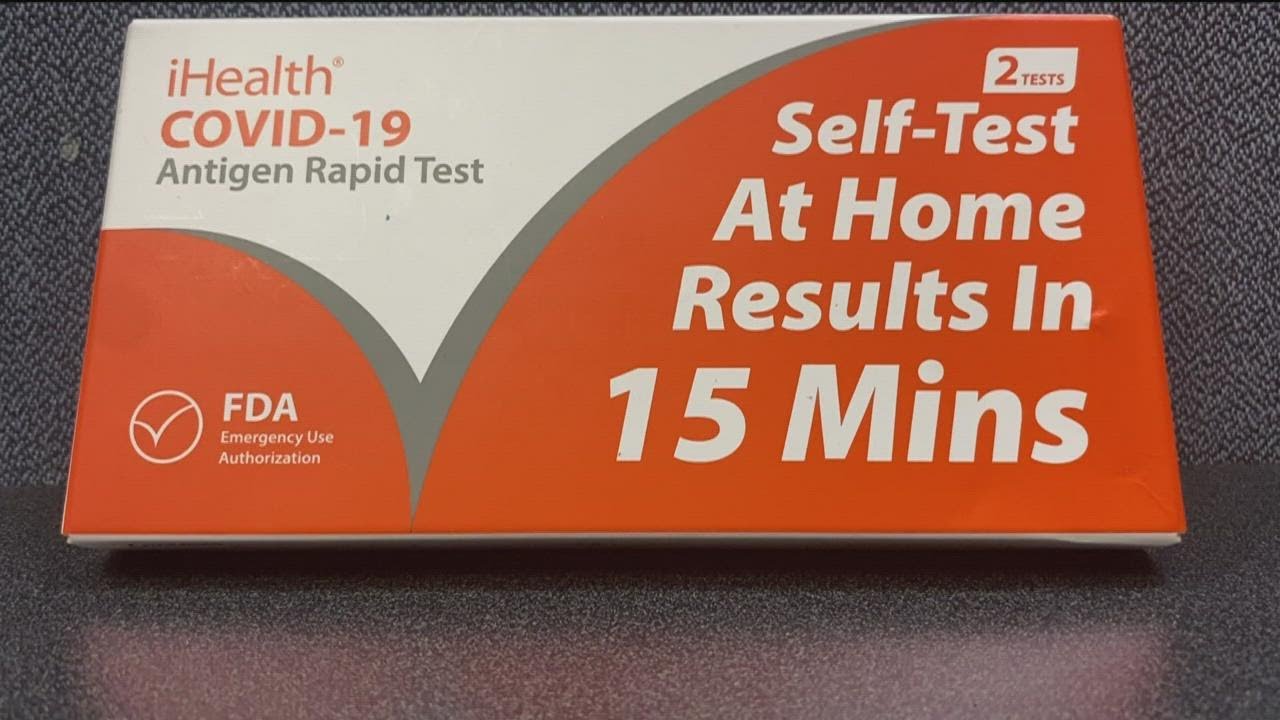 iHealth®
COVID-19
Antigen Rapid Test
2 TESTS
Self-Test
At Home
Results In
15 Mins
FDA
Emergency Use
Authorization